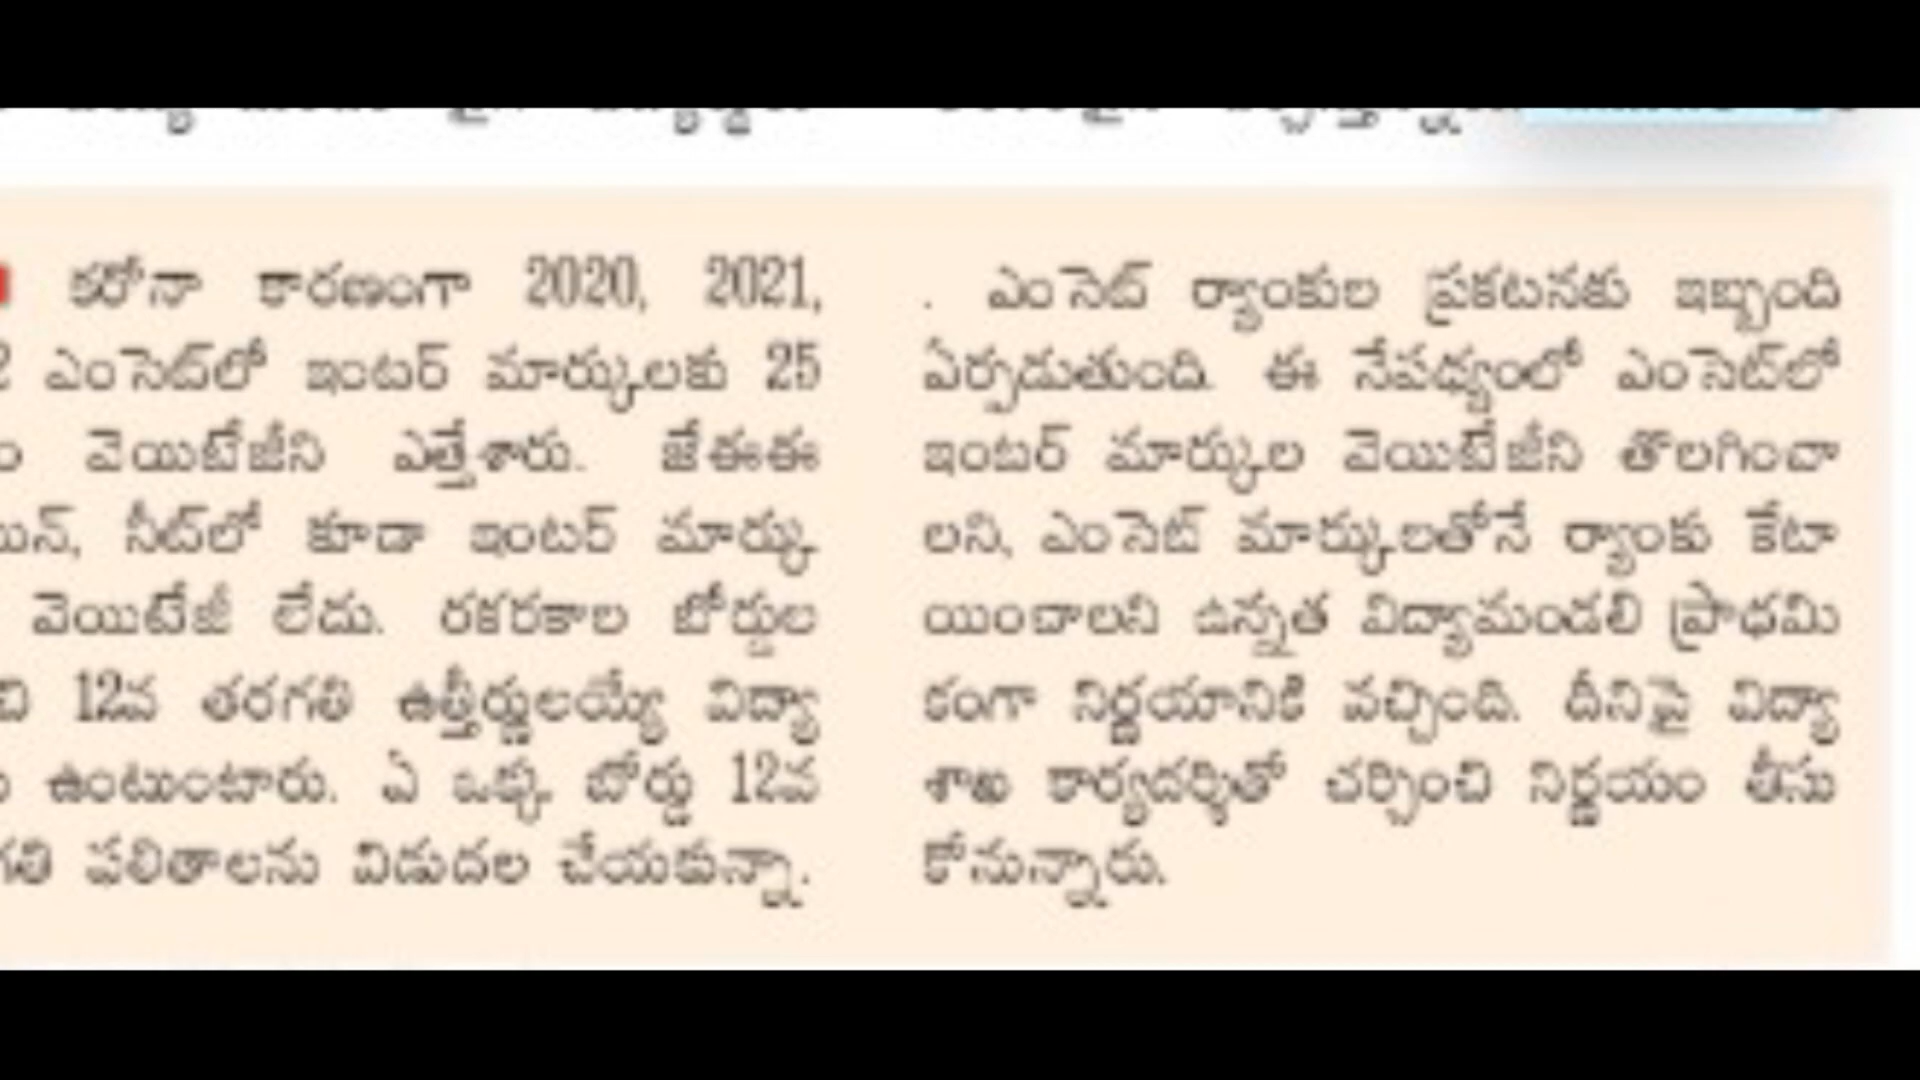 కరోనా కారణంగా 2020, 2021,
ఎంసెట్‌లో ఇంటర్ మార్కులకు 25
వెయిటేజీని ఎత్తేశారు. జేఈఈ
నీట్‌లో కూడా ఇంటర్ మార్కు
వెయిటేజీ లేదు. రకరకాల బోర్డుల
12వ తరగతి ఉత్తీర్ణులయ్యే విద్యా
ఉంటుంటారు. ఏ ఒక్క బోర్డు 12వ
ఫలితాలను విడుదల చేయకున్నా.
. ఎంసెట్ ర్యాంకుల ప్రకటనకు ఇబ్బంది
ఏర్పడుతుంది. ఈ నేపథ్యంలో ఎంసెట్‌లో
ఇంటర్ మార్కుల వెయిటేజీని తొలగించా
లని, ఎంసెట్ మార్కులతోనే ర్యాంకు కేటా
యించాలని ఉన్నత విద్యామండలి ప్రాథమి
కంగా నిర్ణయానికి వచ్చింది. దీనిపై విద్యా
శాఖ కార్యదర్శితో చర్చించి నిర్ణయం తీసు
కోనున్నారు.